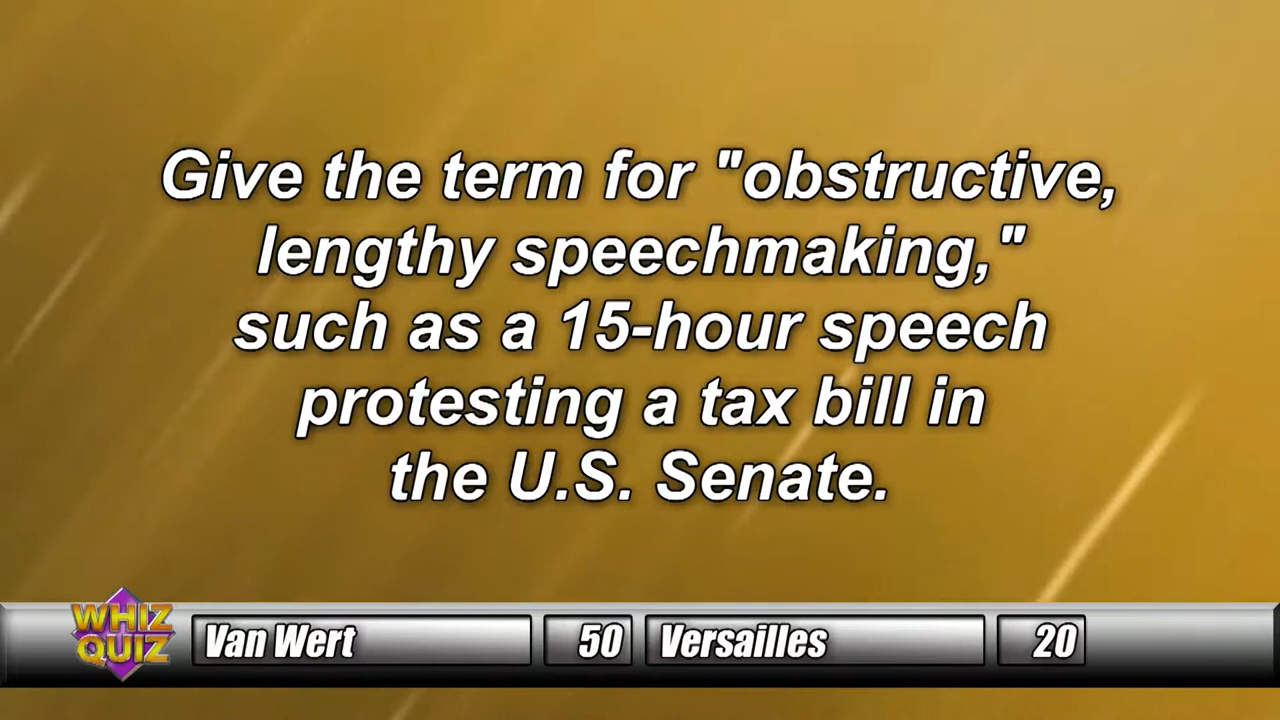 Give the term for "obstructive,
lengthy speechmaking,"
such as a 15-hour speech
protesting a tax bill in
the U.S. Senate.
WHIZ
QUIZ
Van Wert 50 Versailles 20